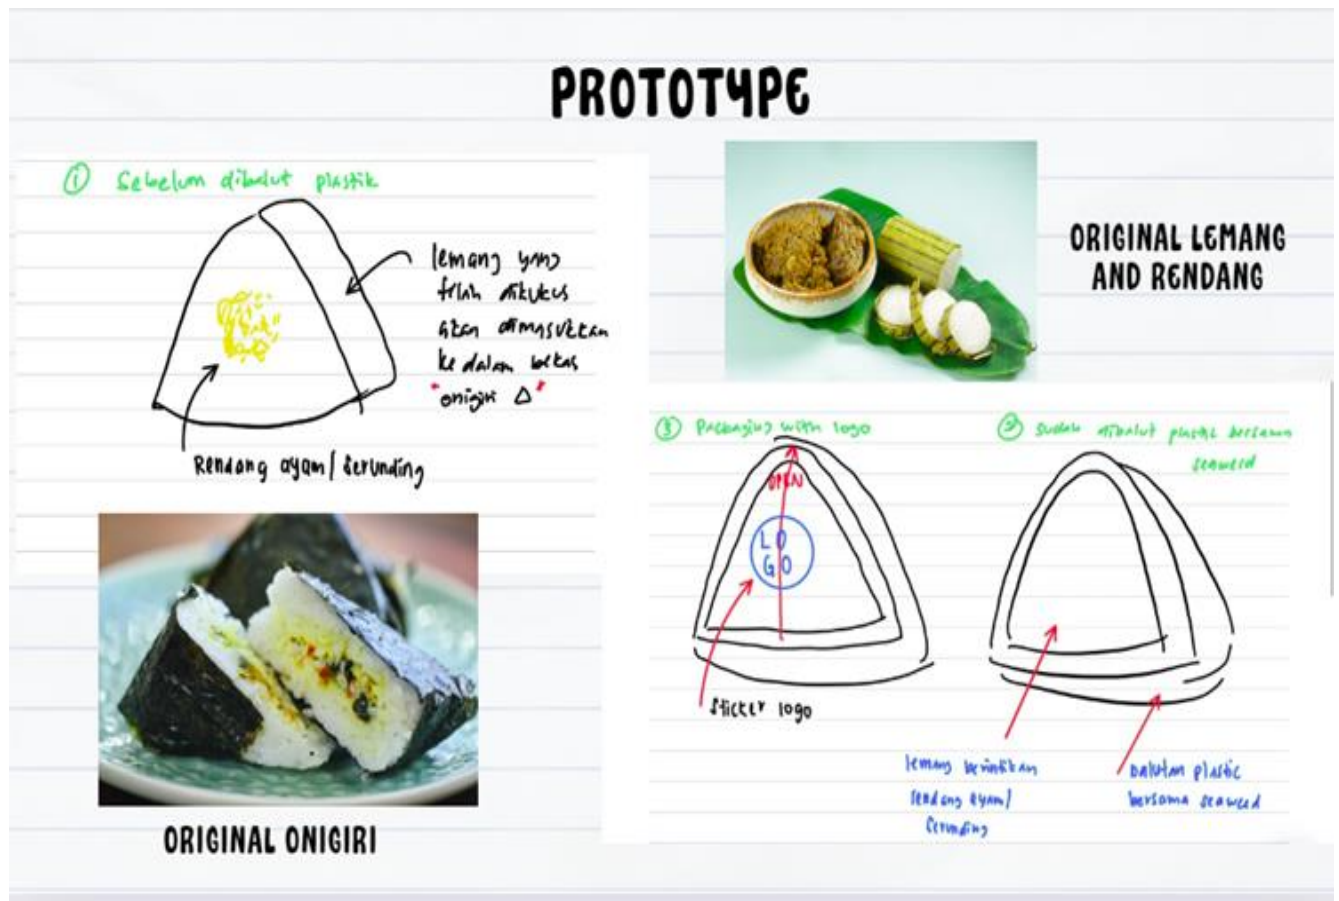 PROTOTYPE
① Sebelum dibalut plastik
lemang yang
telah dikukus
akan dimasukkan
ke dalam bekas
"onigiri △"
Rendang ayam/ serunding
ORIGINAL ONIGIRI
ORIGINAL LEMANG
AND RENDANG
③ Packaging with logo
OPEN
LO
GO
Sticker logo
② Sudah dibalut plastic bersama
seaweed
lemang berintikan
rendang ayam/
serunding
balutan plastic
bersama seaweed